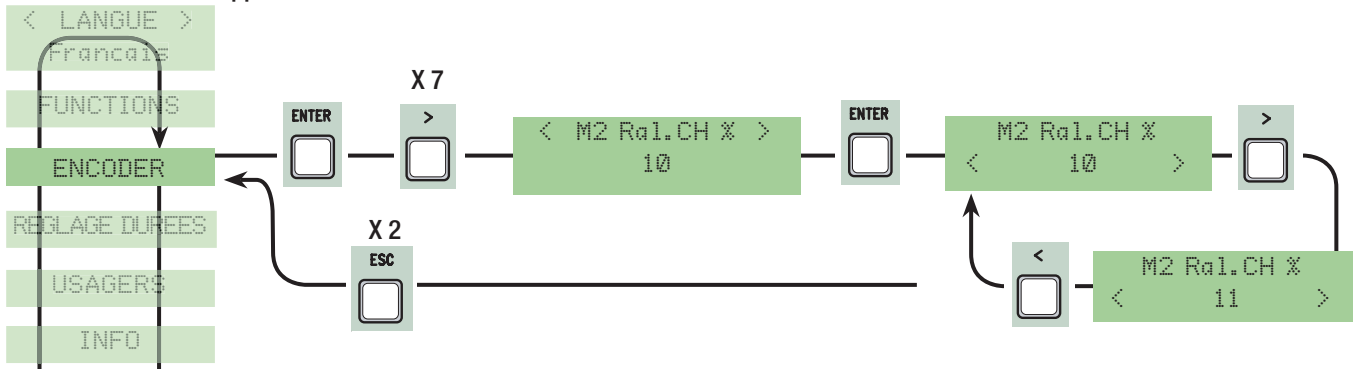 < LANGUE >
Francais
FUNCTIONS
ENCODER
REGLAGE DUREES
USAGERS
INFO
ENTER
X 7
>
< M2 Ral.CH % >
10
ENTER
M2 Ral.CH %
< 10 >
>
M2 Ral.CH %
< 11 >
<
X 2
ESC